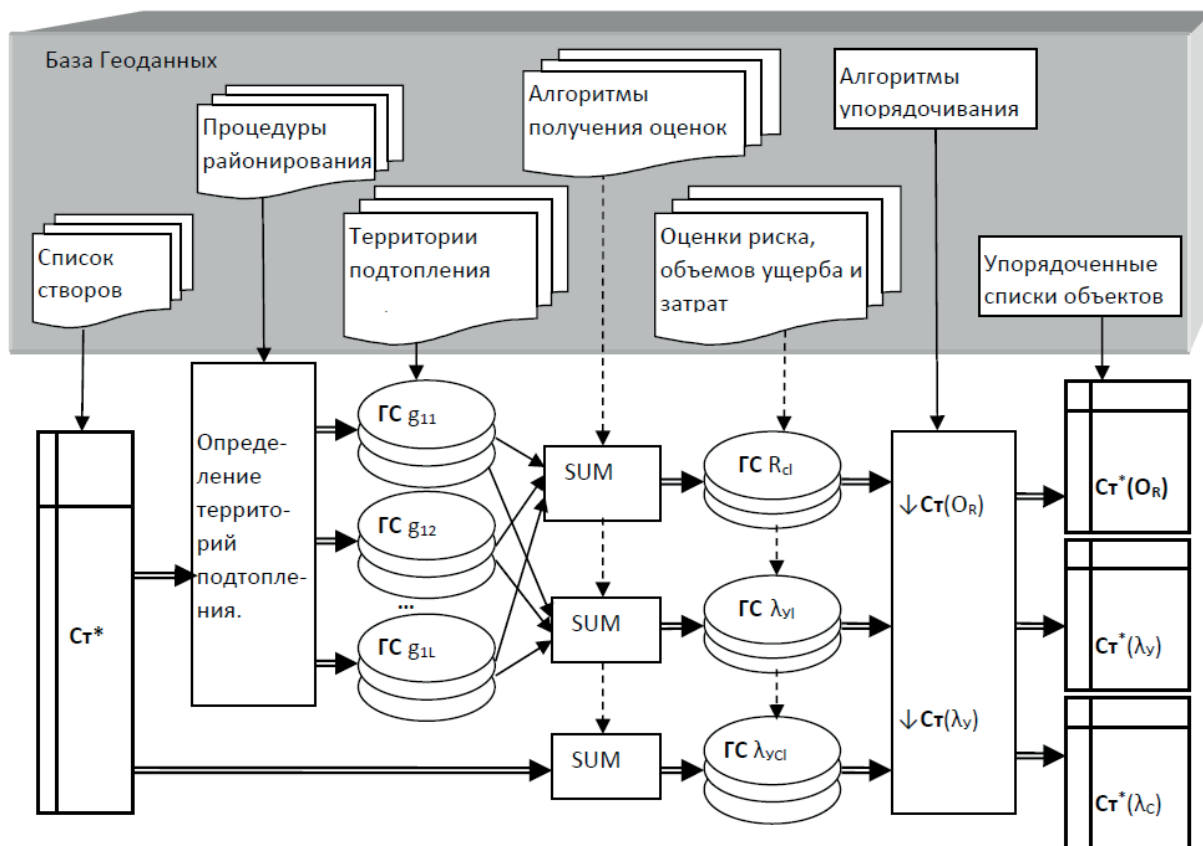 База Геоданных
Процедуры
районирования
Алгоритмы
получения оценок
Алгоритмы
упорядочивания
Список
створов
Территории
подтопления
Оценки риска,
объемов ущерба и
затрат
Упорядоченные
списки объектов
Ст*
Опреде-
ление
террито-
рий
подтопле-
ния.
ГС g11
ГС g12
...
ГС g1L
SUM
SUM
SUM
ГС Rcl
ГС λyl
ГС λycl
↓Ст(OR)
↓Ст(λy)
Ст*(OR)
Ст*(λy)
Ст*(λC)